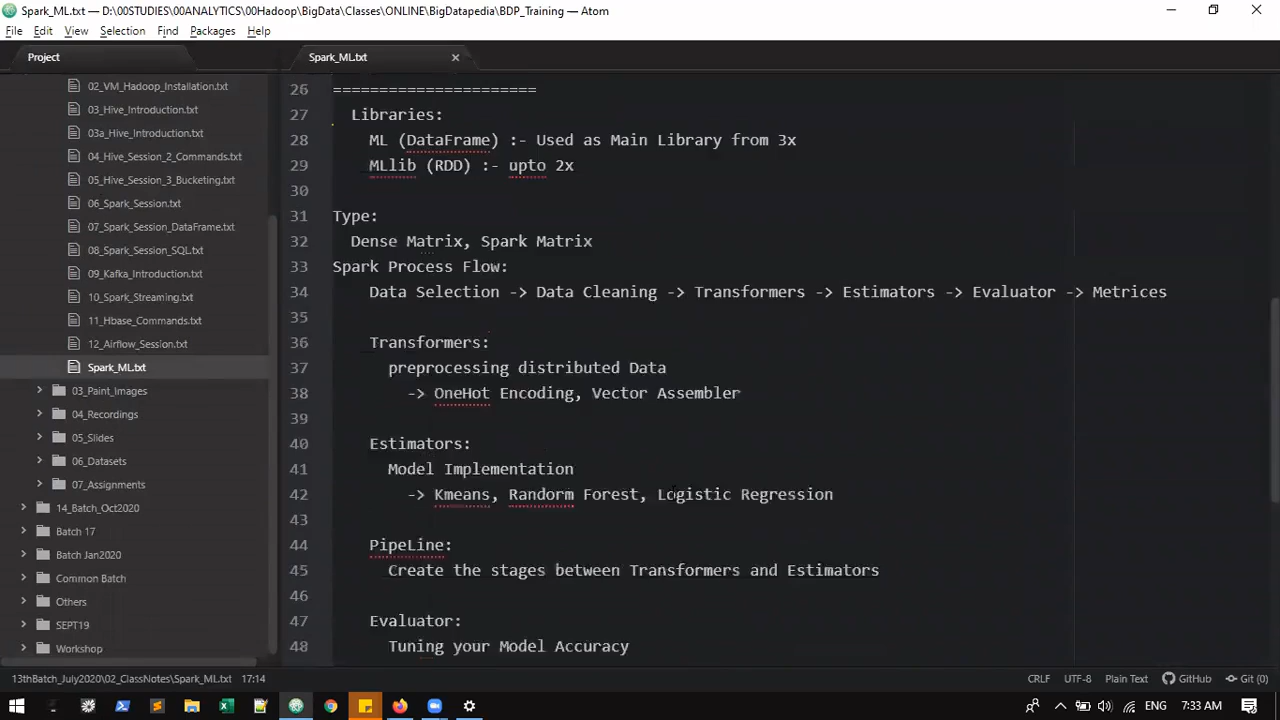 Spark_ML.txt — D:\00STUDIES\00ANALYTICS\00Hadoop\BigData\Classes\ONLINE\BigDatapedia\BDP_Training — Atom
File Edit View Selection Find Packages Help
Project
Spark_ML.txt
02_VM_Hadoop_Installation.txt
03_Hive_Introduction.txt
03a_Hive_Introduction.txt
04_Hive_Session_2_Commands.txt
05_Hive_Session_3_Bucketing.txt
06_Spark_Session.txt
07_Spark_Session_DataFrame.txt
08_Spark_Session_SQL.txt
09_Kafka_Introduction.txt
10_Spark_Streaming.txt
11_Hbase_Commands.txt
12_Airflow_Session.txt
Spark_ML.txt
03_Paint_Images
04_Recordings
05_Slides
06_Datasets
07_Assignments
14_Batch_Oct2020
Batch 17
Batch Jan2020
Common Batch
Others
SEPT19
Workshop
26 ======================
27 Libraries:
28 ML (DataFrame) :- Used as Main Library from 3x
29 MLlib (RDD) :- upto 2x
30
31 Type:
32 Dense Matrix, Spark Matrix
33 Spark Process Flow:
34 Data Selection -> Data Cleaning -> Transformers -> Estimators -> Evaluator -> Metrices
35
36 Transformers:
37 preprocessing distributed Data
38 -> OneHot Encoding, Vector Assembler
39
40 Estimators:
41 Model Implementation
42 -> Kmeans, Randorm Forest, Logistic Regression
43
44 PipeLine:
45 Create the stages between Transformers and Estimators
46
47 Evaluator:
48 Tuning your Model Accuracy
13thBatch_July2020\02_ClassNotes\Spark_ML.txt 17:14 CRLF UTF-8 Plain Text GitHub Git (0)
ENG 7:33 AM